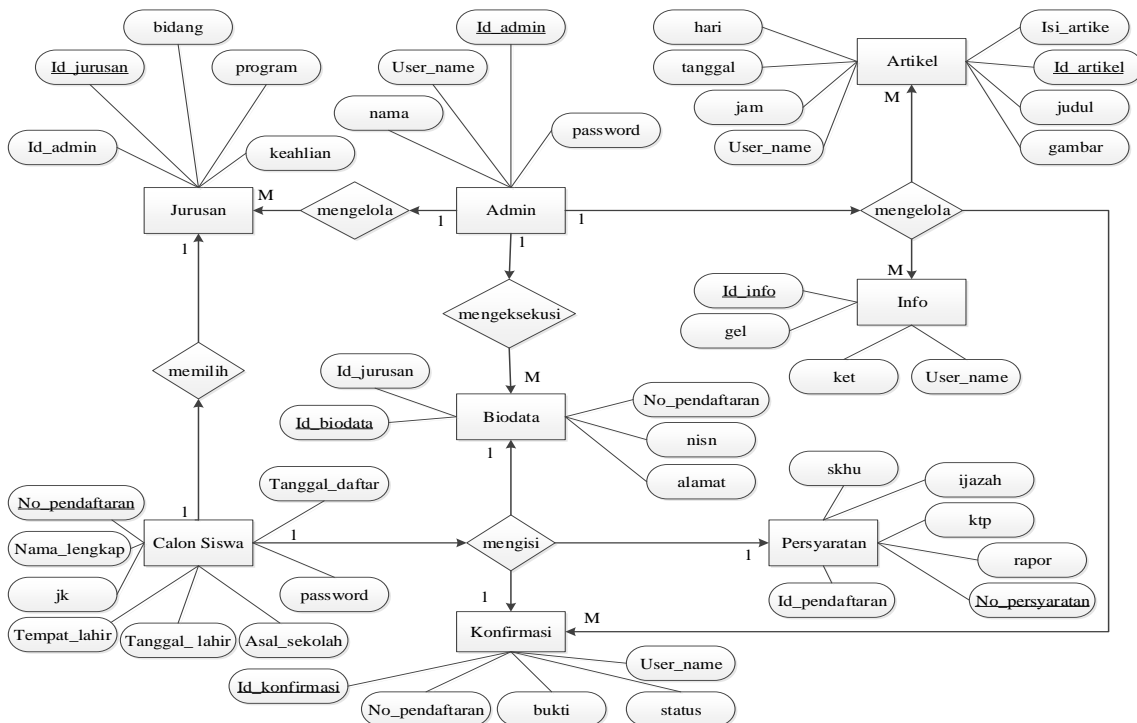 bidang
Id_admin
hari
Isi_artike
Id_jurusan
program
User_name
Artikel
tanggal
Id_artikel
nama
jam
M
judul
Id_admin
keahlian
password
User_name
gambar
Jurusan
M
mengelola
1
Admin
1
mengelola
1
1
M
Id_info
Info
mengeksekusi
gel
memilih
Id_jurusan
ket
User_name
M
No_pendaftaran
Id_biodata
Biodata
nisn
1
alamat
skhu
ijazah
Tanggal_daftar
No_pendaftaran
1
ktp
Nama_lengkap
Calon Siswa
1
mengisi
1
Persyaratan
rapor
jk
password
Id_pendaftaran
No_persyaratan
1
M
Tempat_lahir
Tanggal_ lahir
Asal_sekolah
Konfirmasi
User_name
Id_konfirmasi
No_pendaftaran
bukti
status